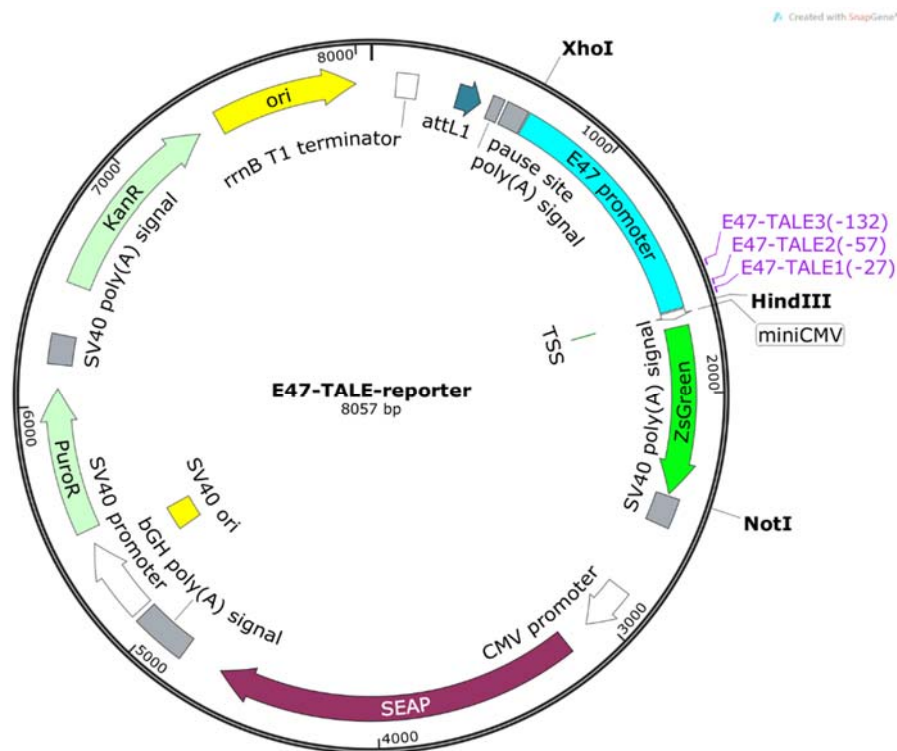 Created with SnapGene®
XhoI
8000
ori
rrnB T1 terminator
attL1
pause site
poly(A) signal
1000
E47 promoter
7000
KanR
SV40 poly(A) signal
E47-TALE3(-132)
E47-TALE2(-57)
E47-TALE1(-27)
HindIII
miniCMV
TSS
2000
E47-TALE-reporter
8057 bp
ZsGreen
SV40 poly(A) signal
6000
PuroR
SV40 promoter
SV40 ori
bGH poly(A) signal
NotI
CMV promoter
3000
5000
SEAP
4000